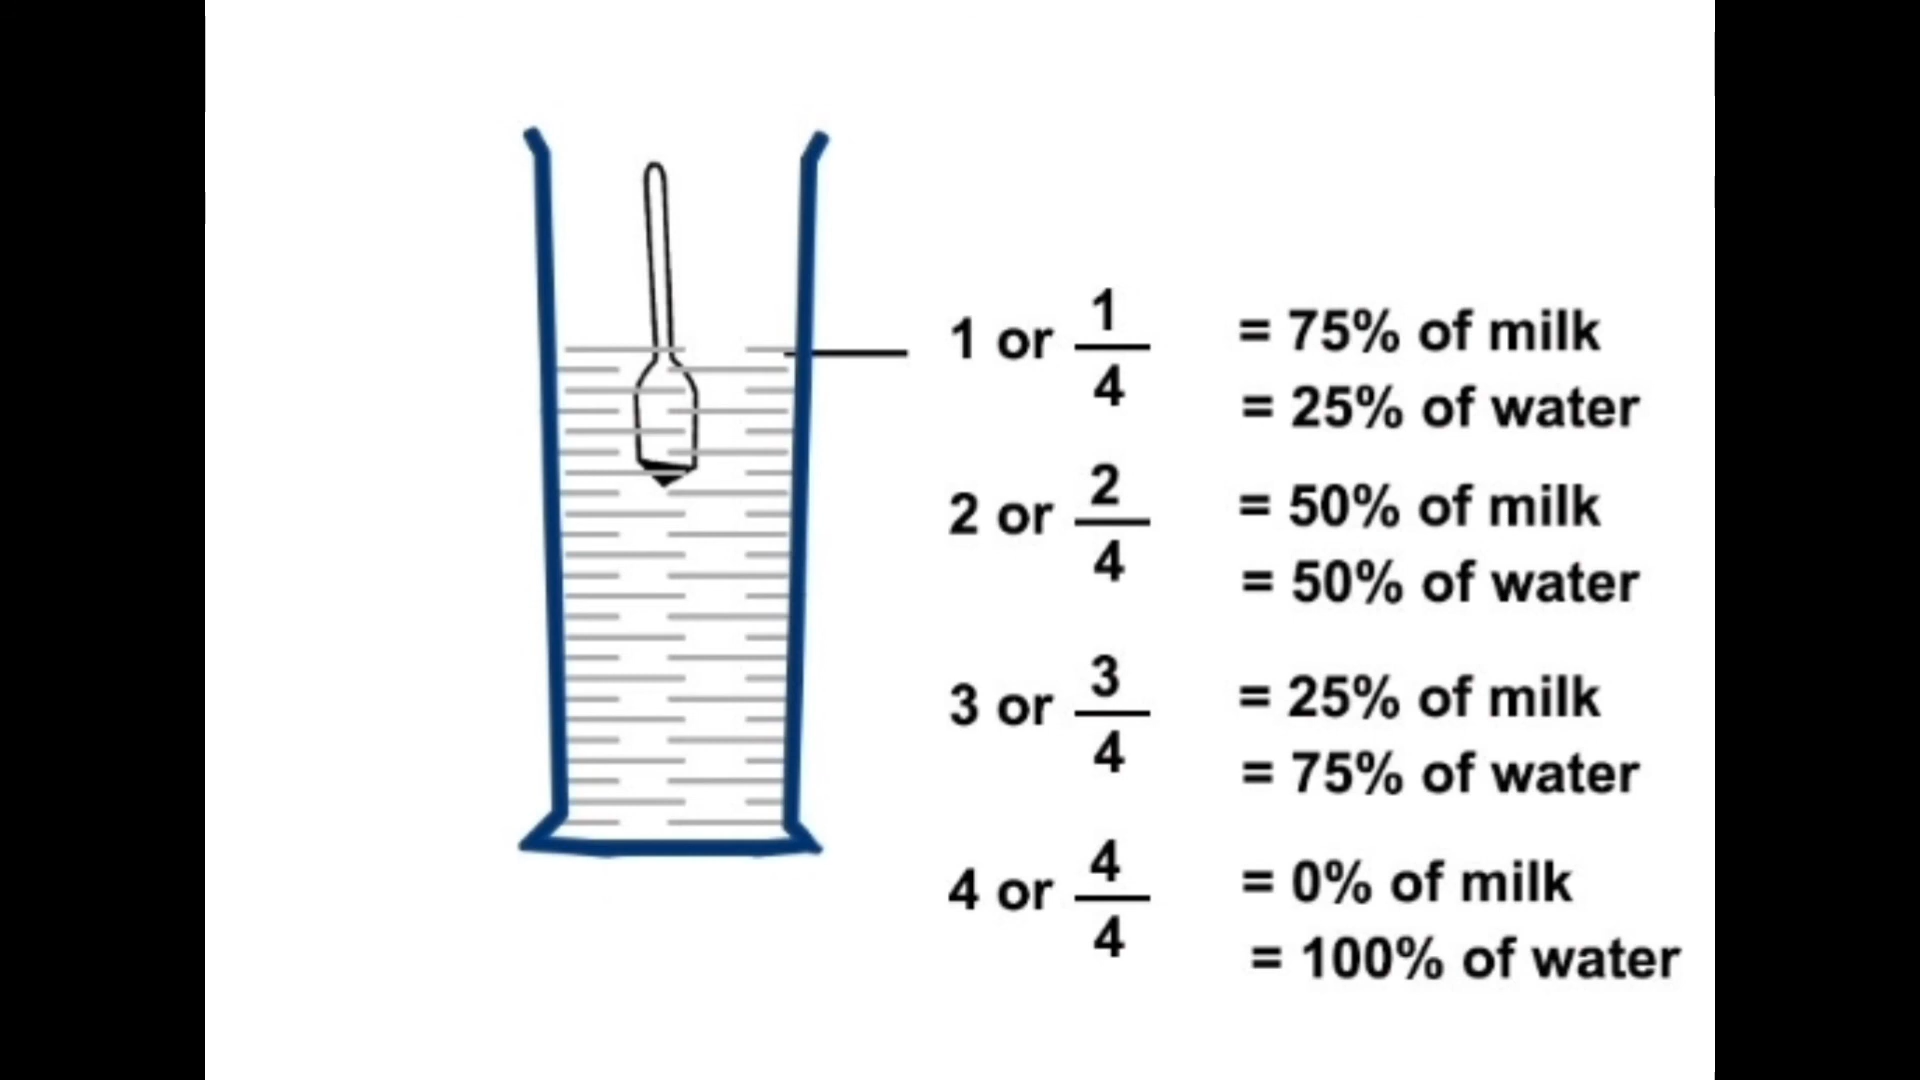 1 or 1/4 = 75% of milk
= 25% of water
2 or 2/4 = 50% of milk
= 50% of water
3 or 3/4 = 25% of milk
= 75% of water
4 or 4/4 = 0% of milk
= 100% of water